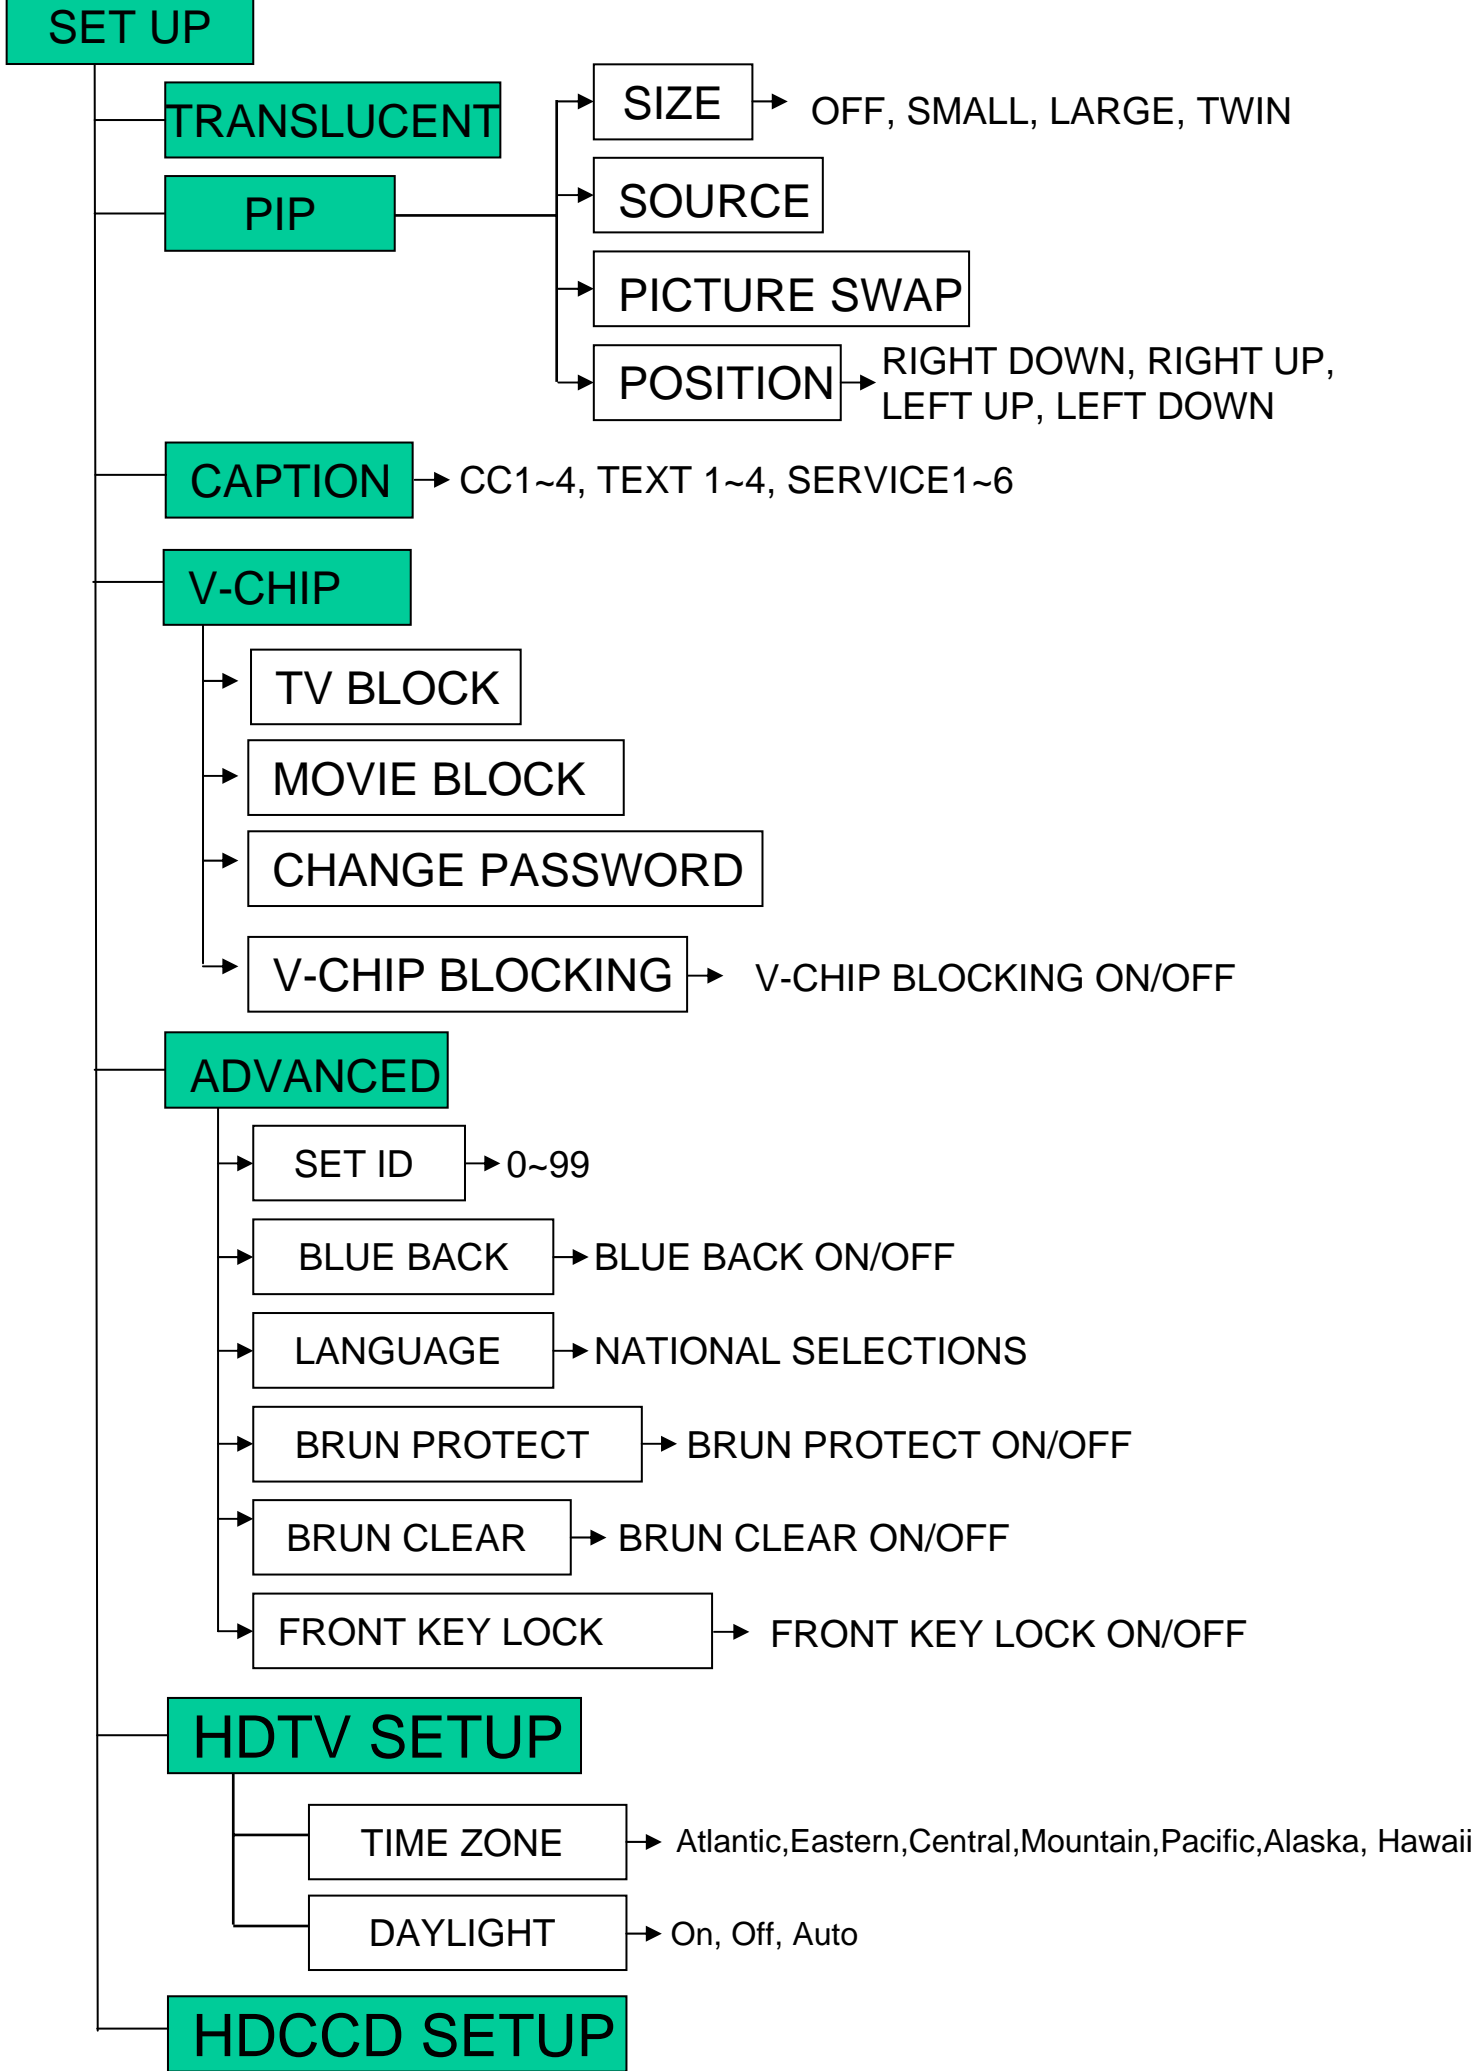 SET UP
TRANSLUCENT
SIZE
OFF, SMALL, LARGE, TWIN
PIP
SOURCE
PICTURE SWAP
POSITION
RIGHT DOWN, RIGHT UP,
LEFT UP, LEFT DOWN
CAPTION
CC1~4, TEXT 1~4, SERVICE1~6
V-CHIP
TV BLOCK
MOVIE BLOCK
CHANGE PASSWORD
V-CHIP BLOCKING
V-CHIP BLOCKING ON/OFF
ADVANCED
SET ID
0~99
BLUE BACK
BLUE BACK ON/OFF
LANGUAGE
NATIONAL SELECTIONS
BRUN PROTECT
BRUN PROTECT ON/OFF
BRUN CLEAR
BRUN CLEAR ON/OFF
FRONT KEY LOCK
FRONT KEY LOCK ON/OFF
HDTV SETUP
TIME ZONE
Atlantic,Eastern,Central,Mountain,Pacific,Alaska, Hawaii
DAYLIGHT
On, Off, Auto
HDCCD SETUP